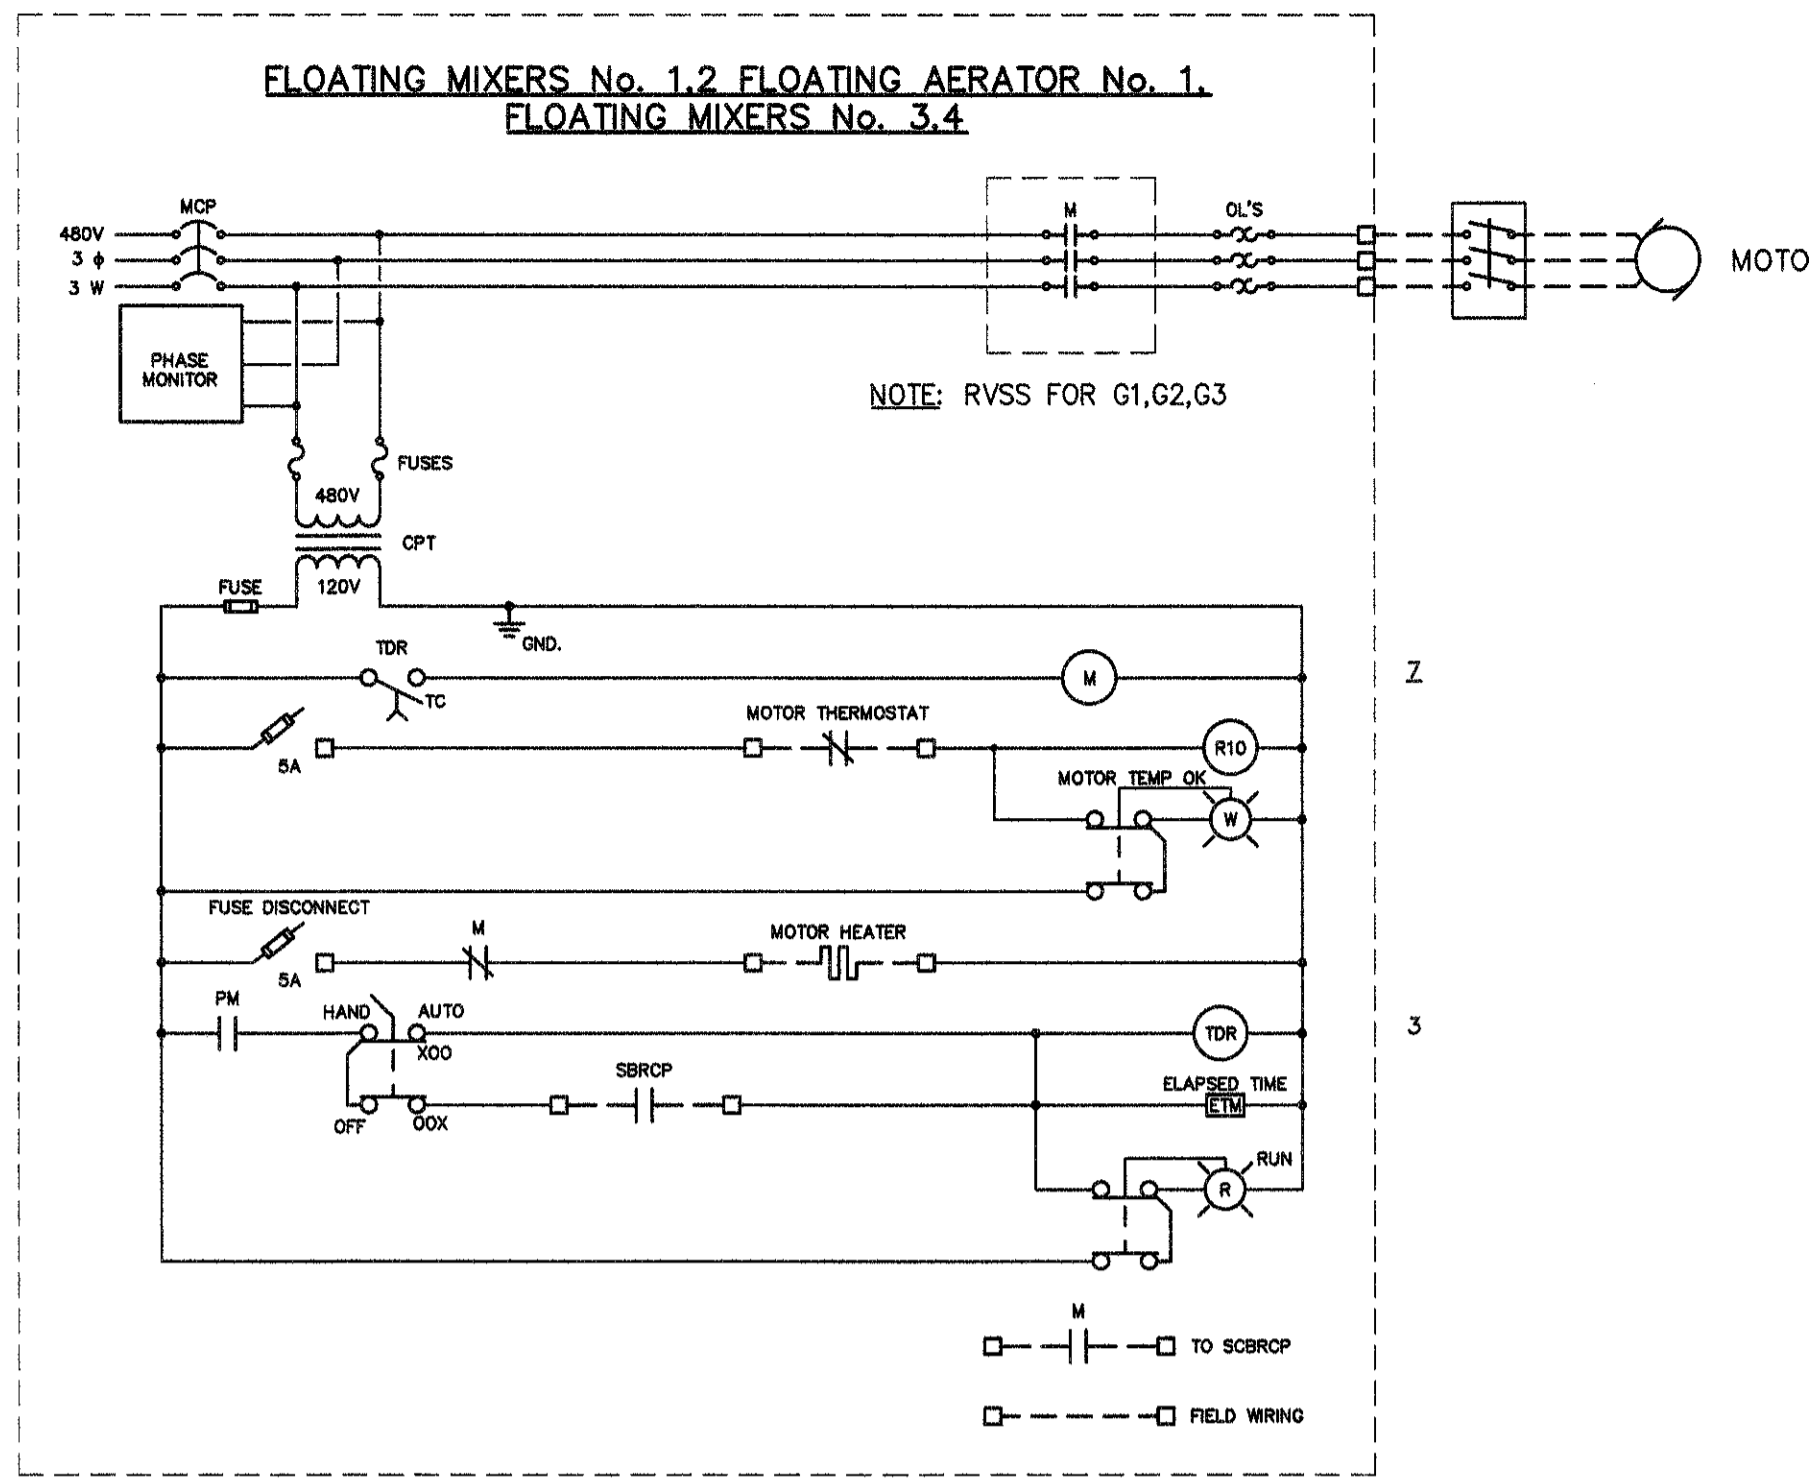 FLOATING MIXERS No. 1,2 FLOATING AERATOR No. 1,
FLOATING MIXERS No. 3,4
MCP
M
OL'S
480V
3 ϕ
3 W
MOTO
PHASE
MONITOR
NOTE: RVSS FOR G1,G2,G3
FUSES
480V
CPT
120V
FUSE
GND.
TDR
TC
M
7
MOTOR THERMOSTAT
5A
R10
MOTOR TEMP OK
W
FUSE DISCONNECT
5A
M
MOTOR HEATER
PM
HAND
AUTO
XOO
TDR
3
SBRCP
ELAPSED TIME
ETM
OFF
OOX
RUN
R
M
TO SCBRCP
FIELD WIRING